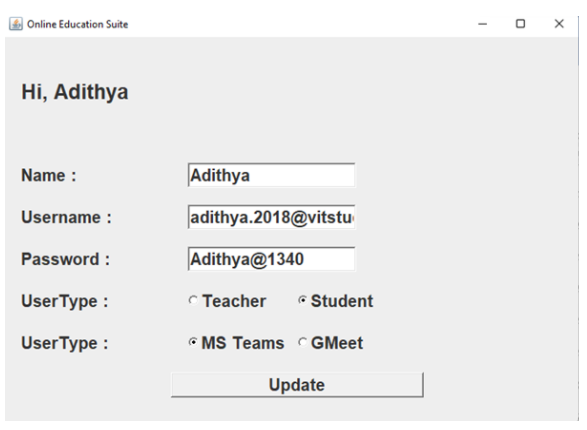 Online Education Suite
Hi, Adithya
Name : Adithya
Username : adithya.2018@vitstu
Password : Adithya@1340
UserType : Teacher Student
UserType : MS Teams GMeet
Update